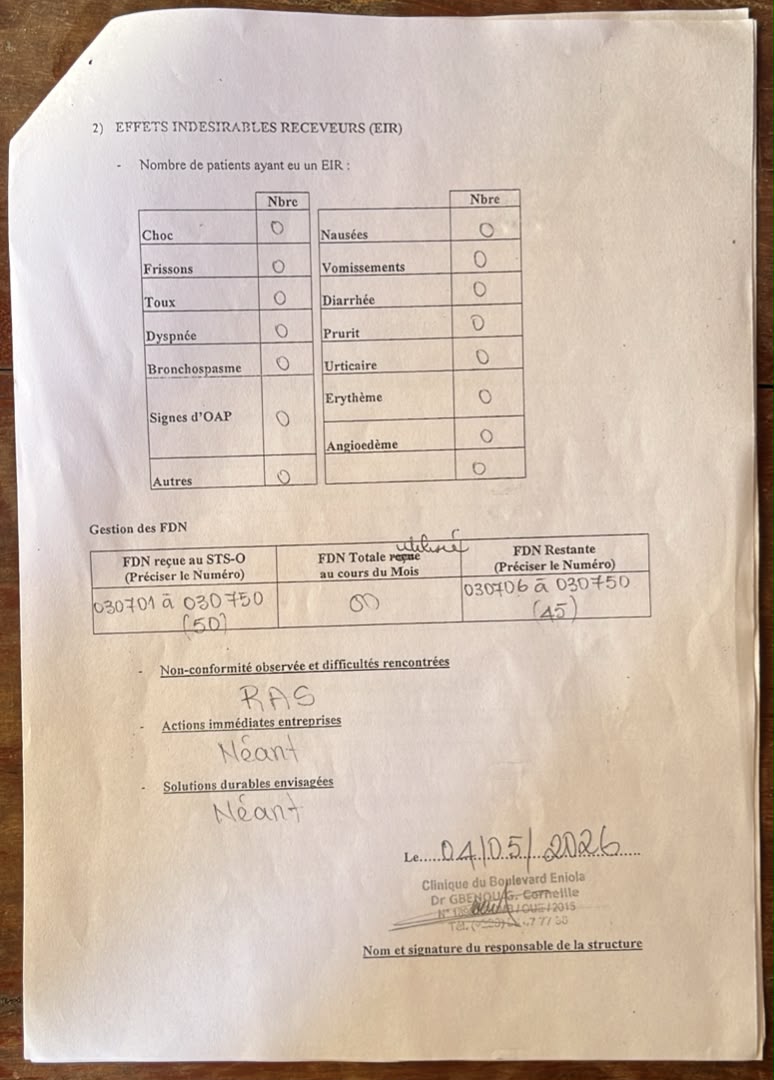 2) EFFETS INDESIRABLES RECEVEURS (EIR)
- Nombre de patients ayant eu un EIR :
Nbre Nbre
Choc 0 Nausées 0
Frissons 0 Vomissements 0
Toux 0 Diarrhée 0
Dyspnée 0 Prurit 0
Bronchospasme 0 Urticaire 0
Signes d'OAP 0 Erythème 0
Angioedème 0
Autres 0 0
Gestion des FDN
utilisé
FDN reçue au STS-O FDN Totale reçue FDN Restante
(Préciser le Numéro) au cours du Mois (Préciser le Numéro)
030701 à 030750 00 030706 à 030750
(50) (45)
- Non-conformité observée et difficultés rencontrées
RAS
- Actions immédiates entreprises
Néant
- Solutions durables envisagées
Néant
Le.....04/05/2026
Clinique du Boulevard Eniola
Dr GBENOU G. Corneille
Nom et signature du responsable de la structure